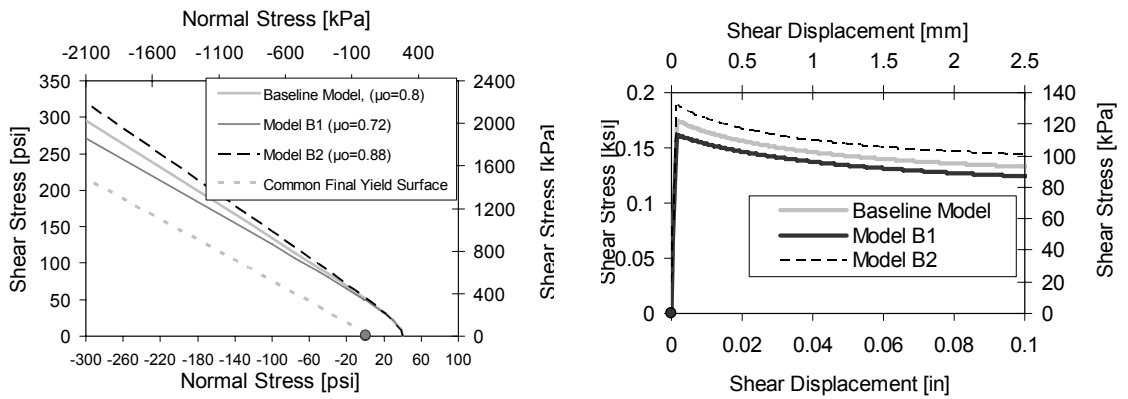 Normal Stress [kPa]
-2100 -1600 -1100 -600 -100 400
350
300
250
200
150
100
50
0
Shear Stress [psi]
Baseline Model, (μo=0.8)
Model B1 (μo=0.72)
Model B2 (μo=0.88)
Common Final Yield Surface
2400
2000
1600
1200
800
400
0
Shear Stress [kPa]
-300 -260 -220 -180 -140 -100 -60 -20 20 60 100
Normal Stress [psi]
Shear Displacement [mm]
0 0.5 1 1.5 2 2.5
0.2
0.15
0.1
0.05
0
Shear Stress [ksi]
Baseline Model
Model B1
Model B2
140
120
100
80
60
40
20
0
Shear Stress [kPa]
0 0.02 0.04 0.06 0.08 0.1
Shear Displacement [in]